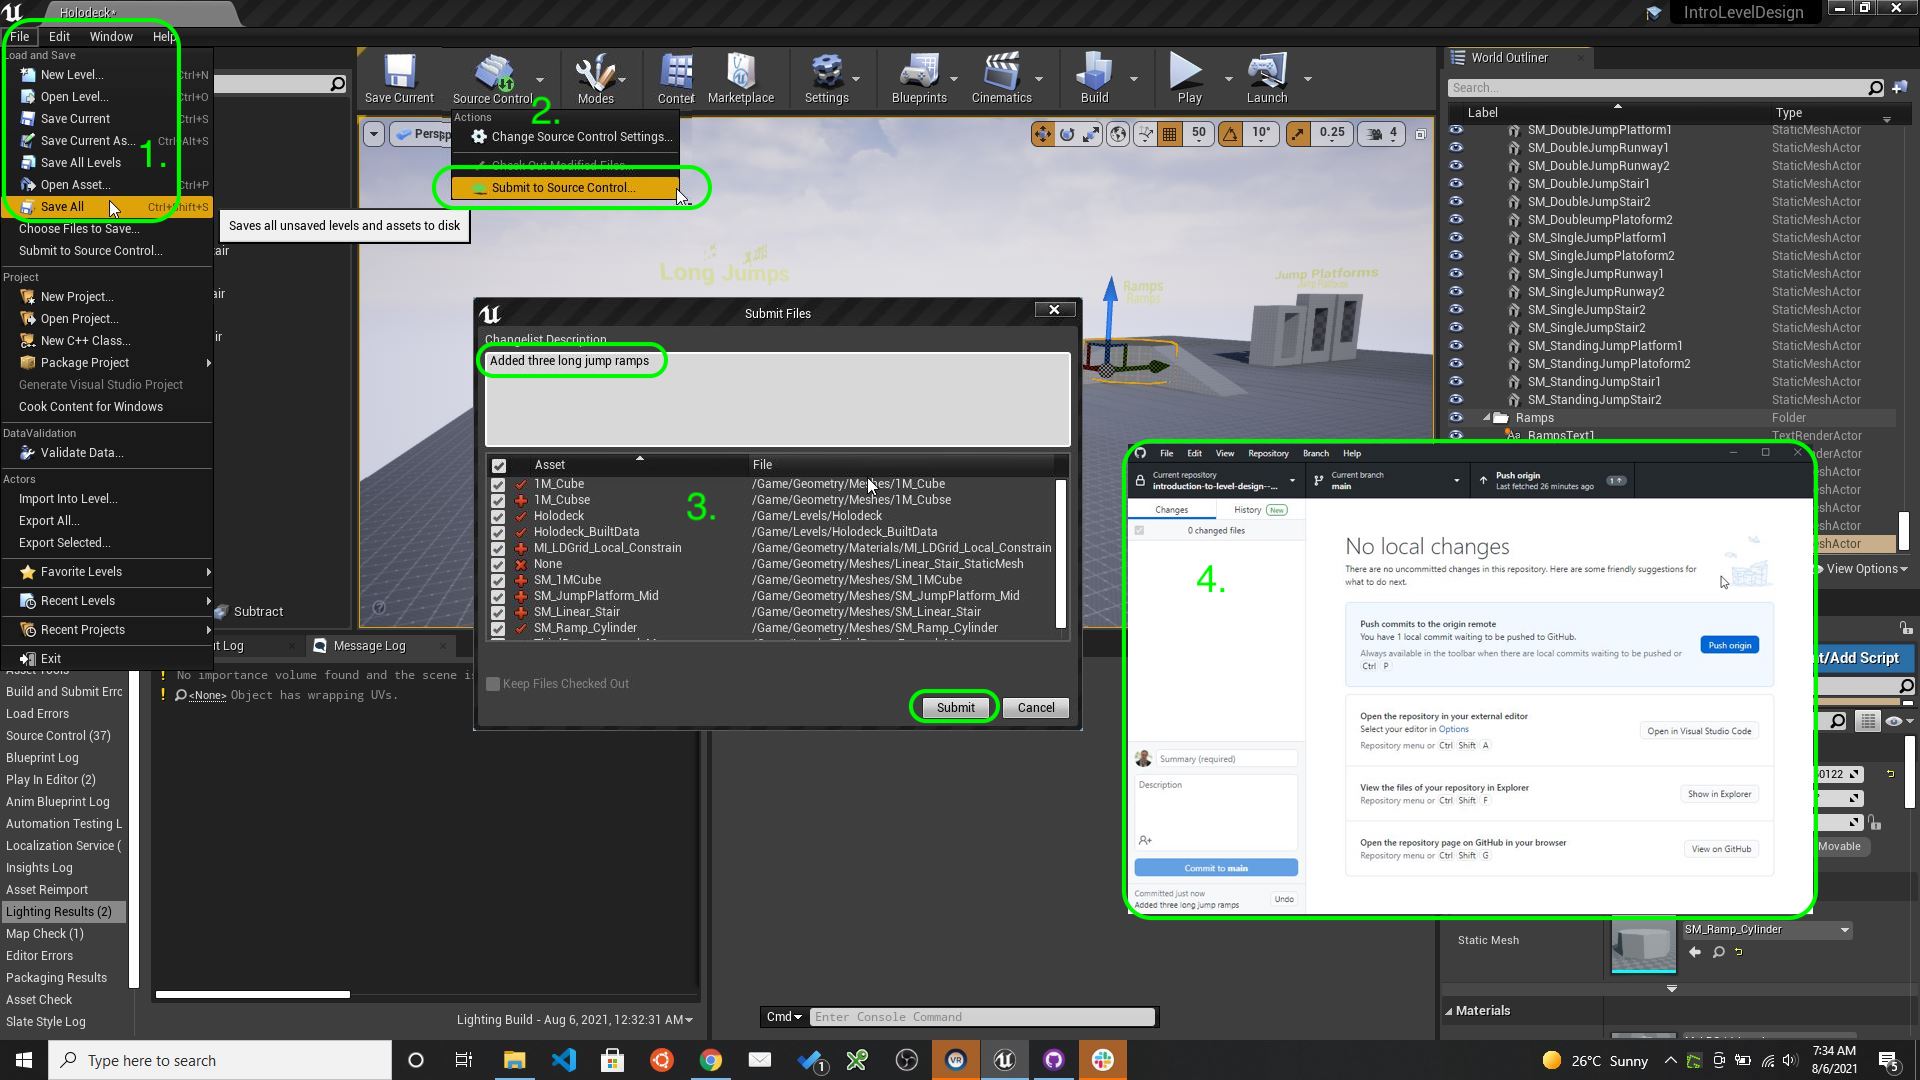 Holodeck*
IntroLevelDesign
File
Edit
Window
Help
Load and Save
New Level... Ctrl+N
Open Level... Ctrl+O
Save Current Ctrl+S
Save Current As...
Save All Levels
Open Asset... Ctrl+P
Save All Ctrl+Shift+S
Choose Files to Save...
Submit to Source Control...
Project
New Project...
Open Project...
New C++ Class...
Package Project
Generate Visual Studio Project
Cook Content for Windows
DataValidation
Validate Data...
Actors
Import Into Level...
Export All...
Export Selected...
Favorite Levels
Recent Levels
Recent Projects
Exit
1.
Saves all unsaved levels and assets to disk
Save Current
Source Control
Modes
Marketplace
Settings
Blueprints
Cinematics
Build
Play
Launch
2.
Actions
Change Source Control Settings...
Check Out Modified Files...
Submit to Source Control...
50
10°
0.25
4
Long Jumps
Ramps
Ramps
Jump Platforms
Subtract
Submit Files
Changelist Description
Added three long jump ramps
Asset File
1M_Cube /Game/Geometry/Meshes/1M_Cube
1M_Cubse /Game/Geometry/Meshes/1M_Cubse
Holodeck /Game/Levels/Holodeck
Holodeck_BuiltData /Game/Levels/Holodeck_BuiltData
MI_LDGrid_Local_Constrain /Game/Geometry/Materials/MI_LDGrid_Local_Constrain
None /Game/Geometry/Meshes/Linear_Stair_StaticMesh
SM_1MCube /Game/Geometry/Meshes/SM_1MCube
SM_JumpPlatform_Mid /Game/Geometry/Meshes/SM_JumpPlatform_Mid
SM_Linear_Stair /Game/Geometry/Meshes/SM_Linear_Stair
SM_Ramp_Cylinder /Game/Geometry/Meshes/SM_Ramp_Cylinder
3.
Keep Files Checked Out
Submit
Cancel
World Outliner
Search...
Label Type
SM_DoubleJumpPlatform1 StaticMeshActor
SM_DoubleJumpRunway1 StaticMeshActor
SM_DoubleJumpRunway2 StaticMeshActor
SM_DoubleJumpStair1 StaticMeshActor
SM_DoubleJumpStair2 StaticMeshActor
SM_DoubleumpPlatoform2 StaticMeshActor
SM_SIngleJumpPlatform1 StaticMeshActor
SM_SingleJumpPlatoform2 StaticMeshActor
SM_SingleJumpRunway1 StaticMeshActor
SM_SingleJumpRunway2 StaticMeshActor
SM_SingleJumpStair2 StaticMeshActor
SM_SingleJumpStair2 StaticMeshActor
SM_StandingJumpPlatform1 StaticMeshActor
SM_StandingJumpPlatoform2 StaticMeshActor
SM_StandingJumpStair1 StaticMeshActor
SM_StandingJumpStair2 StaticMeshActor
Ramps Folder
RampsText1 TextRenderActor
View Options
t/Add Script
Movable
File Edit View Repository Branch Help
Current repository
introduction-to-level-design--...
Current branch
main
Push origin
Last fetched 26 minutes ago
1
Changes
History New
0 changed files
4.
Summary (required)
Description
Commit to main
Committed just now
Added three long jump ramps
Undo
No local changes
There are no uncommitted changes in this repository. Here are some friendly suggestions for
what to do next.
Push commits to the origin remote
You have 1 local commit waiting to be pushed to GitHub.
Always available in the toolbar when there are local commits waiting to be pushed or
Ctrl P
Push origin
Open the repository in your external editor
Select your editor in Options
Repository menu or Ctrl Shift A
Open in Visual Studio Code
View the files of your repository in Explorer
Repository menu or Ctrl Shift F
Show in Explorer
Open the repository page on GitHub in your browser
Repository menu or Ctrl Shift G
View on GitHub
Message Log
No importance volume found and the scene is
<None> Object has wrapping UVs.
Build and Submit Errc
Load Errors
Source Control (37)
Blueprint Log
Play In Editor (2)
Anim Blueprint Log
Automation Testing L
Localization Service (
Insights Log
Asset Reimport
Lighting Results (2)
Map Check (1)
Editor Errors
Packaging Results
Asset Check
Slate Style Log
Lighting Build - Aug 6, 2021, 12:32:31 AM
Cmd
Enter Console Command
Static Mesh
SM_Ramp_Cylinder
Materials
Type here to search
26°C Sunny
7:34 AM
8/6/2021